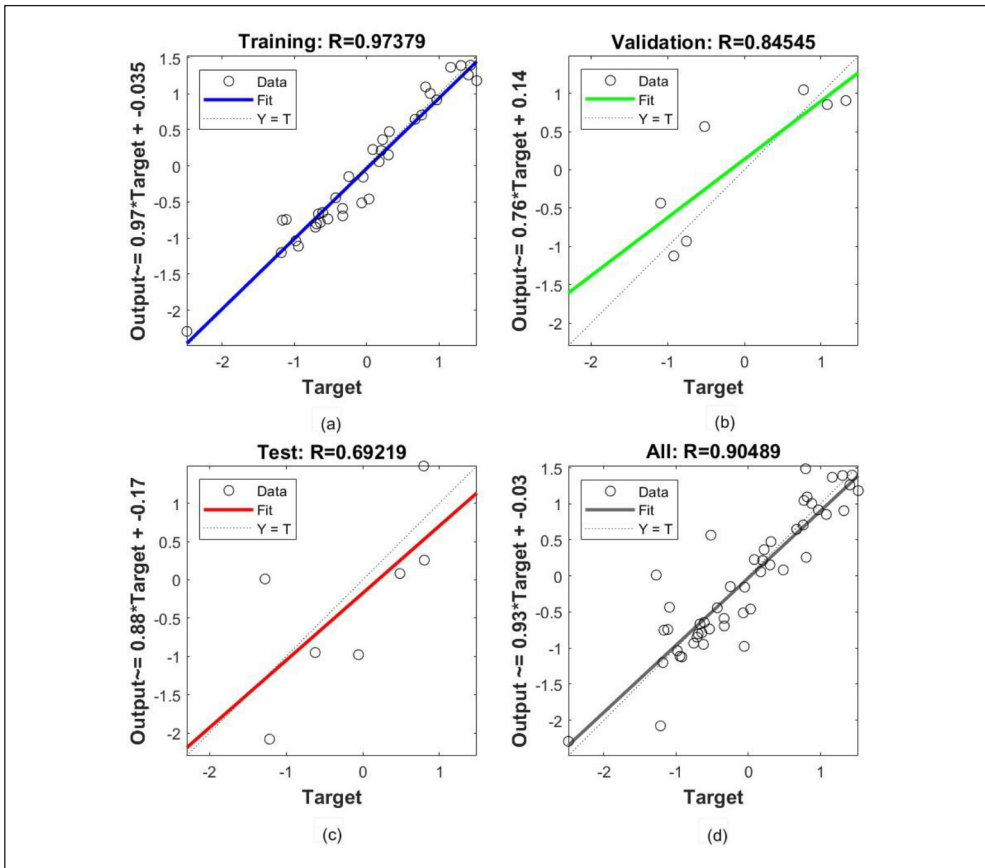 Training: R=0.97379
Output~= 0.97*Target + -0.035
1.5
1
0.5
0
-0.5
-1
-1.5
-2
Data
Fit
Y = T
-2
-1
0
1
Target
(a)
Validation: R=0.84545
Output~= 0.76*Target + 0.14
1
0.5
0
-0.5
-1
-1.5
-2
Data
Fit
Y = T
-2
-1
0
1
Target
(b)
Test: R=0.69219
Output~= 0.88*Target + -0.17
1
0.5
0
-0.5
-1
-1.5
-2
Data
Fit
Y = T
-2
-1
0
1
Target
(c)
All: R=0.90489
Output ~= 0.93*Target + -0.03
1.5
1
0.5
0
-0.5
-1
-1.5
-2
Data
Fit
Y = T
-2
-1
0
1
Target
(d)